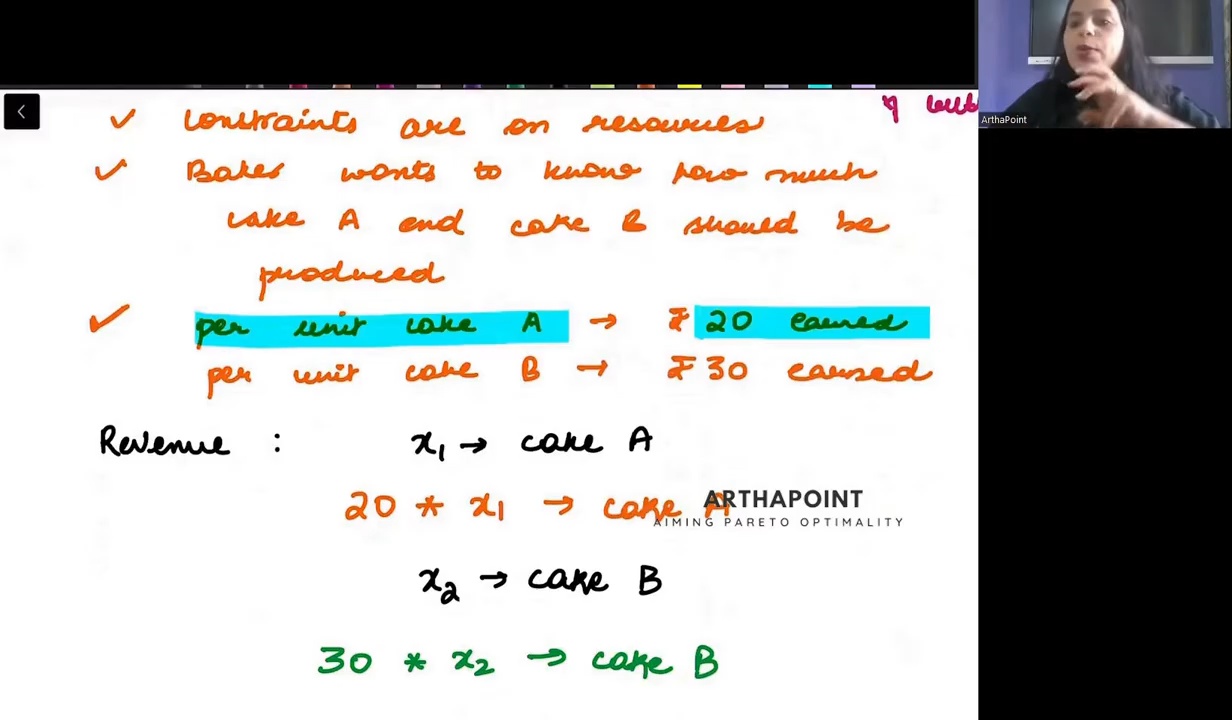 ✓ constraints are on resources
✓ Baker wants to know how much
cake A and cake B should be
produced
✓ per unit cake A → ₹ 20 earned
per unit cake B → ₹ 30 earned
Revenue : x₁ → cake A
20 * x₁ → cake A
x₂ → cake B
30 * x₂ → cake B
ARTHAPOINT
AIMING PARETO OPTIMALITY
ArthaPoint